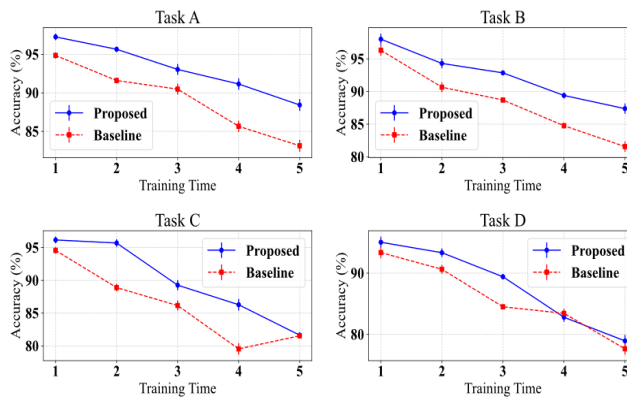 Task A
Accuracy (%)
95
90
85
Proposed
Baseline
1 2 3 4 5
Training Time
Task B
Accuracy (%)
95
90
85
80
Proposed
Baseline
1 2 3 4 5
Training Time
Task C
Accuracy (%)
95
90
85
80
Proposed
Baseline
1 2 3 4 5
Training Time
Task D
Accuracy (%)
90
80
Proposed
Baseline
1 2 3 4 5
Training Time